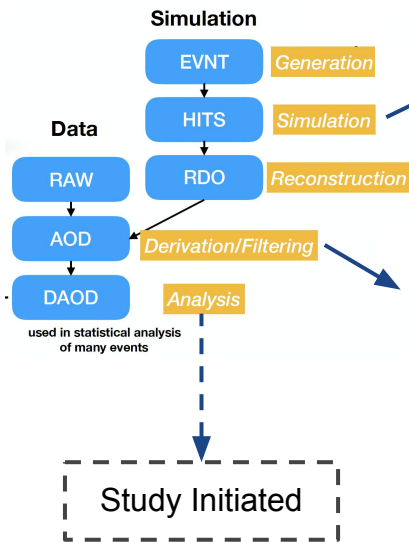 Simulation
EVNT
Generation
HITS
Simulation
Data
RAW
RDO
Reconstruction
AOD
Derivation/Filtering
DAOD
Analysis
used in statistical analysis
of many events
Study Initiated